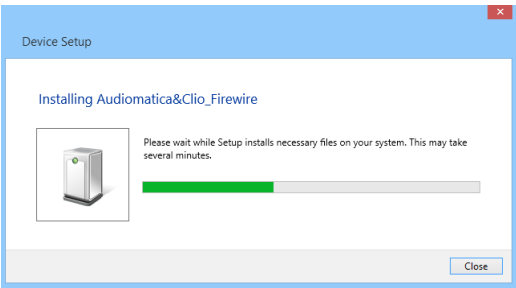 Device Setup
Installing Audiomatica&Clio_Firewire
Please wait while Setup installs necessary files on your system. This may take
several minutes.
Close